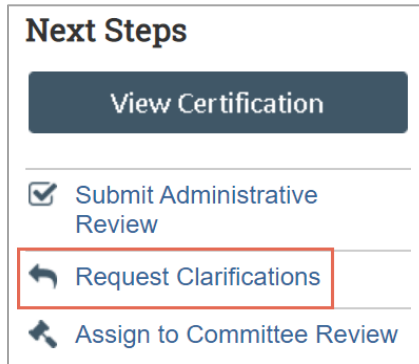 Next Steps
View Certification
Submit Administrative
Review
Request Clarifications
Assign to Committee Review